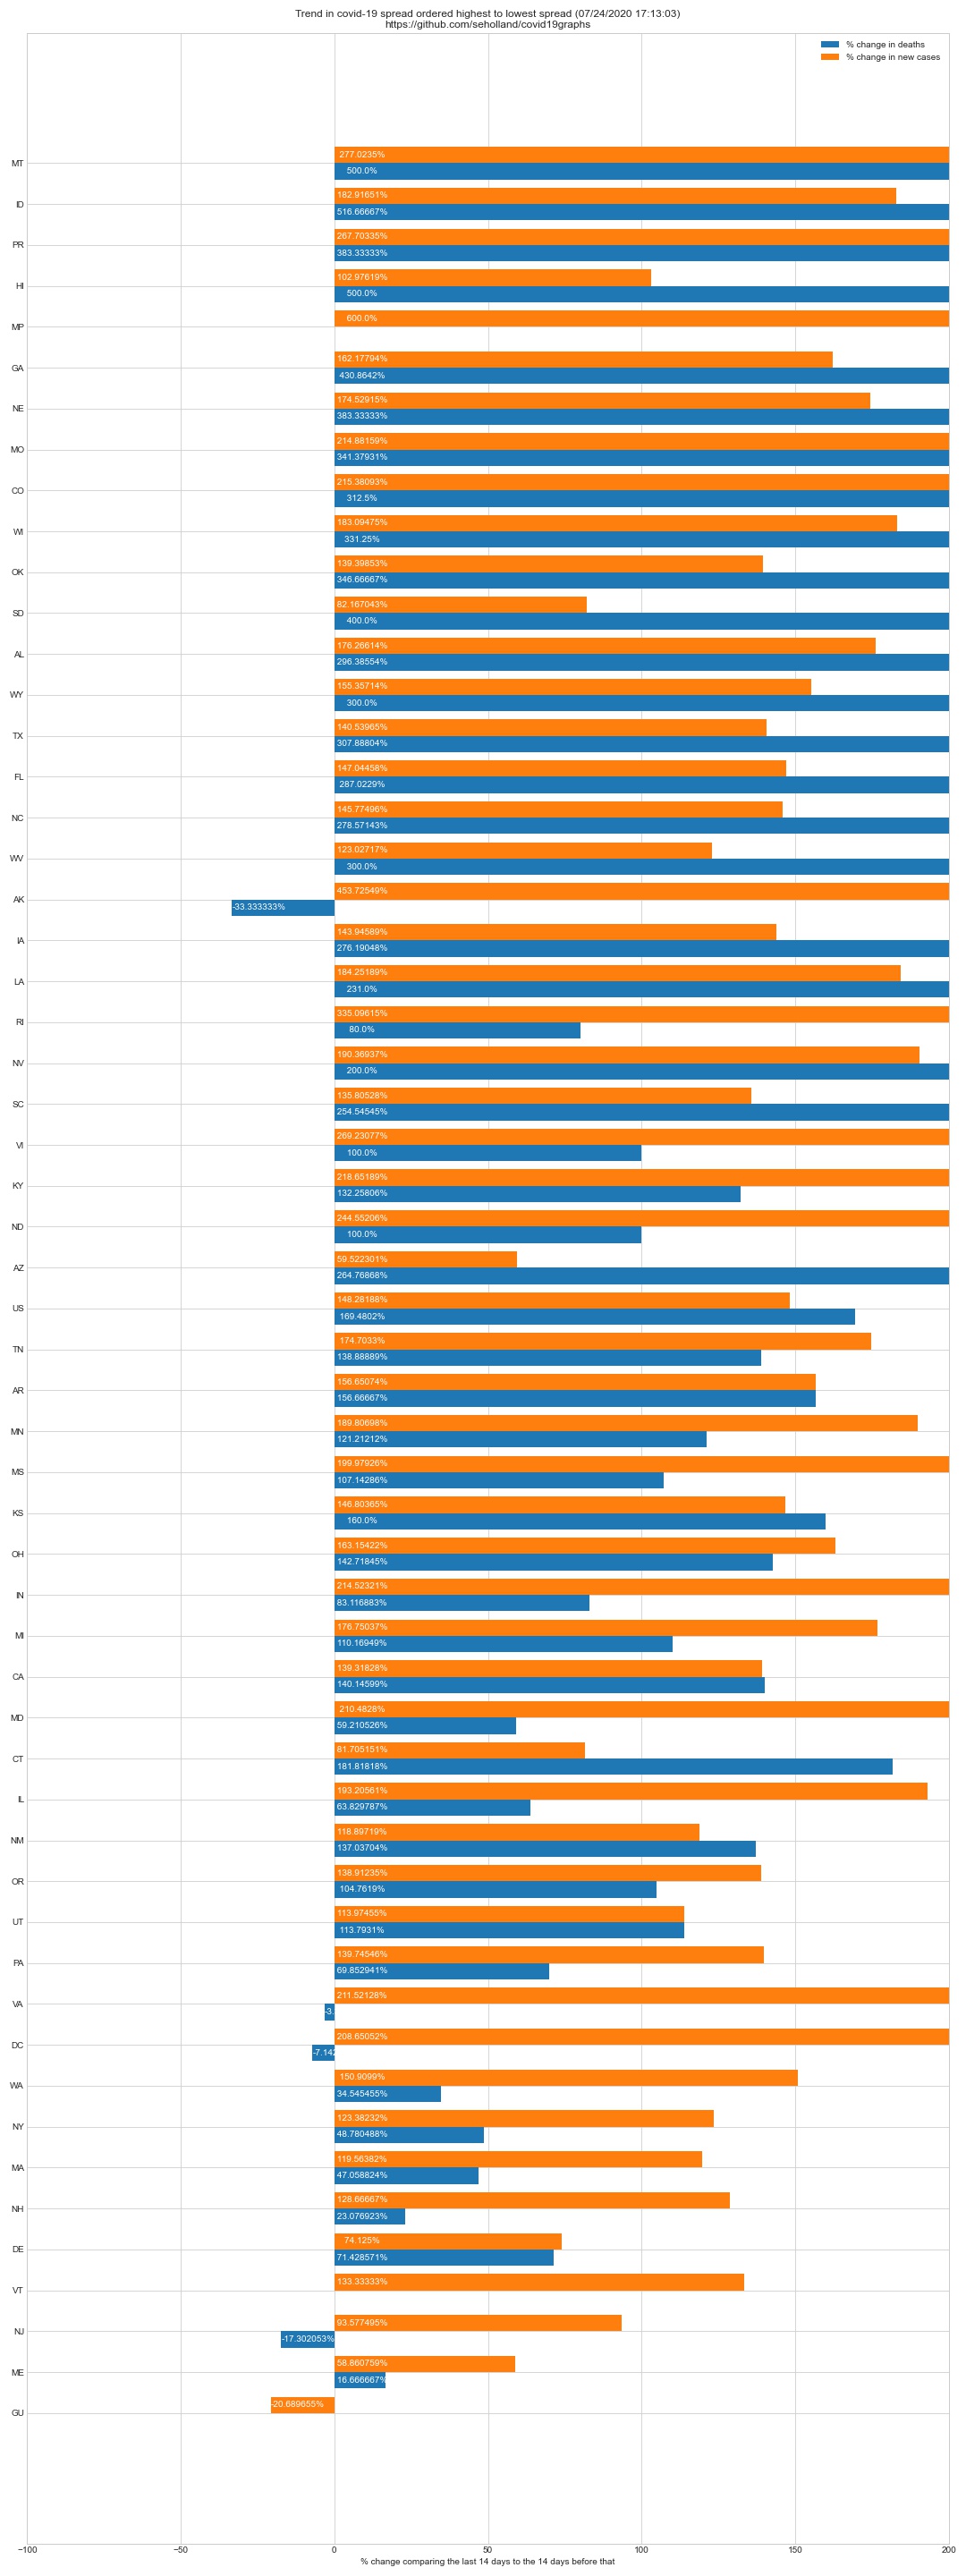 Trend in covid-19 spread ordered highest to lowest spread (07/24/2020 17:13:03)
https://github.com/seholland/covid19graphs
% change in deaths
% change in new cases
277.0235%
MT
500.0%
182.91651%
ID
516.66667%
267.70335%
PR
383.33333%
102.97619%
HI
500.0%
600.0%
MP
162.17794%
GA
430.8642%
174.52915%
NE
383.33333%
214.88159%
MO
341.37931%
215.38093%
CO
312.5%
183.09475%
WI
331.25%
139.39853%
OK
346.66667%
82.167043%
SD
400.0%
176.26614%
AL
296.38554%
155.35714%
WY
300.0%
140.53965%
TX
307.88804%
147.04458%
FL
287.0229%
145.77496%
NC
278.57143%
123.02717%
WV
300.0%
453.72549%
AK
-33.333333%
143.94589%
IA
276.19048%
184.25189%
LA
231.0%
335.09615%
RI
80.0%
190.36937%
NV
200.0%
135.80528%
SC
254.54545%
269.23077%
VI
100.0%
218.65189%
KY
132.25806%
244.55206%
ND
100.0%
59.522301%
AZ
264.76868%
148.28188%
US
169.4802%
174.7033%
TN
138.88889%
156.65074%
AR
156.66667%
189.80698%
MN
121.21212%
199.97926%
MS
107.14286%
146.80365%
KS
160.0%
163.15422%
OH
142.71845%
214.52321%
IN
83.116883%
176.75037%
MI
110.16949%
139.31828%
CA
140.14599%
210.4828%
MD
59.210526%
81.705151%
CT
181.81818%
193.20561%
IL
63.829787%
118.89719%
NM
137.03704%
138.91235%
OR
104.7619%
113.97455%
UT
113.7931%
139.74546%
PA
69.852941%
211.52128%
VA
-3.
208.65052%
DC
-7.142
150.9099%
WA
34.545455%
123.38232%
NY
48.780488%
119.56382%
MA
47.058824%
128.66667%
NH
23.076923%
74.125%
DE
71.428571%
133.33333%
VT
93.577495%
NJ
-17.302053%
58.860759%
ME
16.666667%
-20.689655%
GU
−100 −50 0 50 100 150 200
% change comparing the last 14 days to the 14 days before that